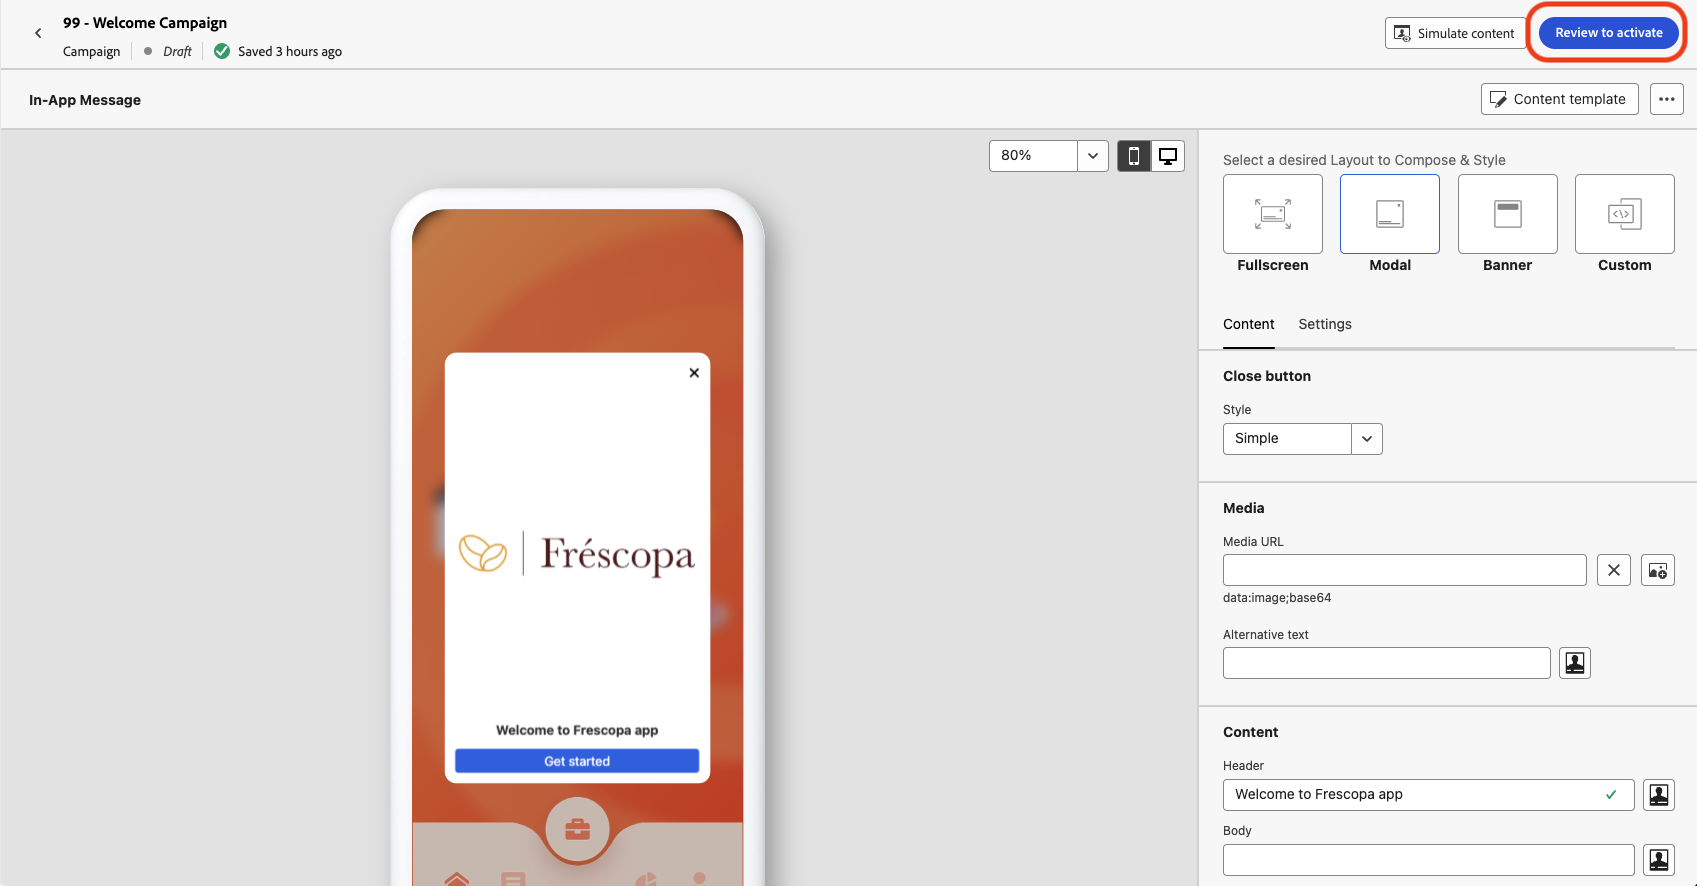 99 - Welcome Campaign
Campaign
Draft
Saved 3 hours ago
Simulate content
Review to activate
In-App Message
Content template
80%
Fréscopa
Welcome to Frescopa app
Get started
Select a desired Layout to Compose & Style
Fullscreen
Modal
Banner
Custom
Content
Settings
Close button
Style
Simple
Media
Media URL
data:image;base64
Alternative text
Content
Header
Welcome to Frescopa app
Body